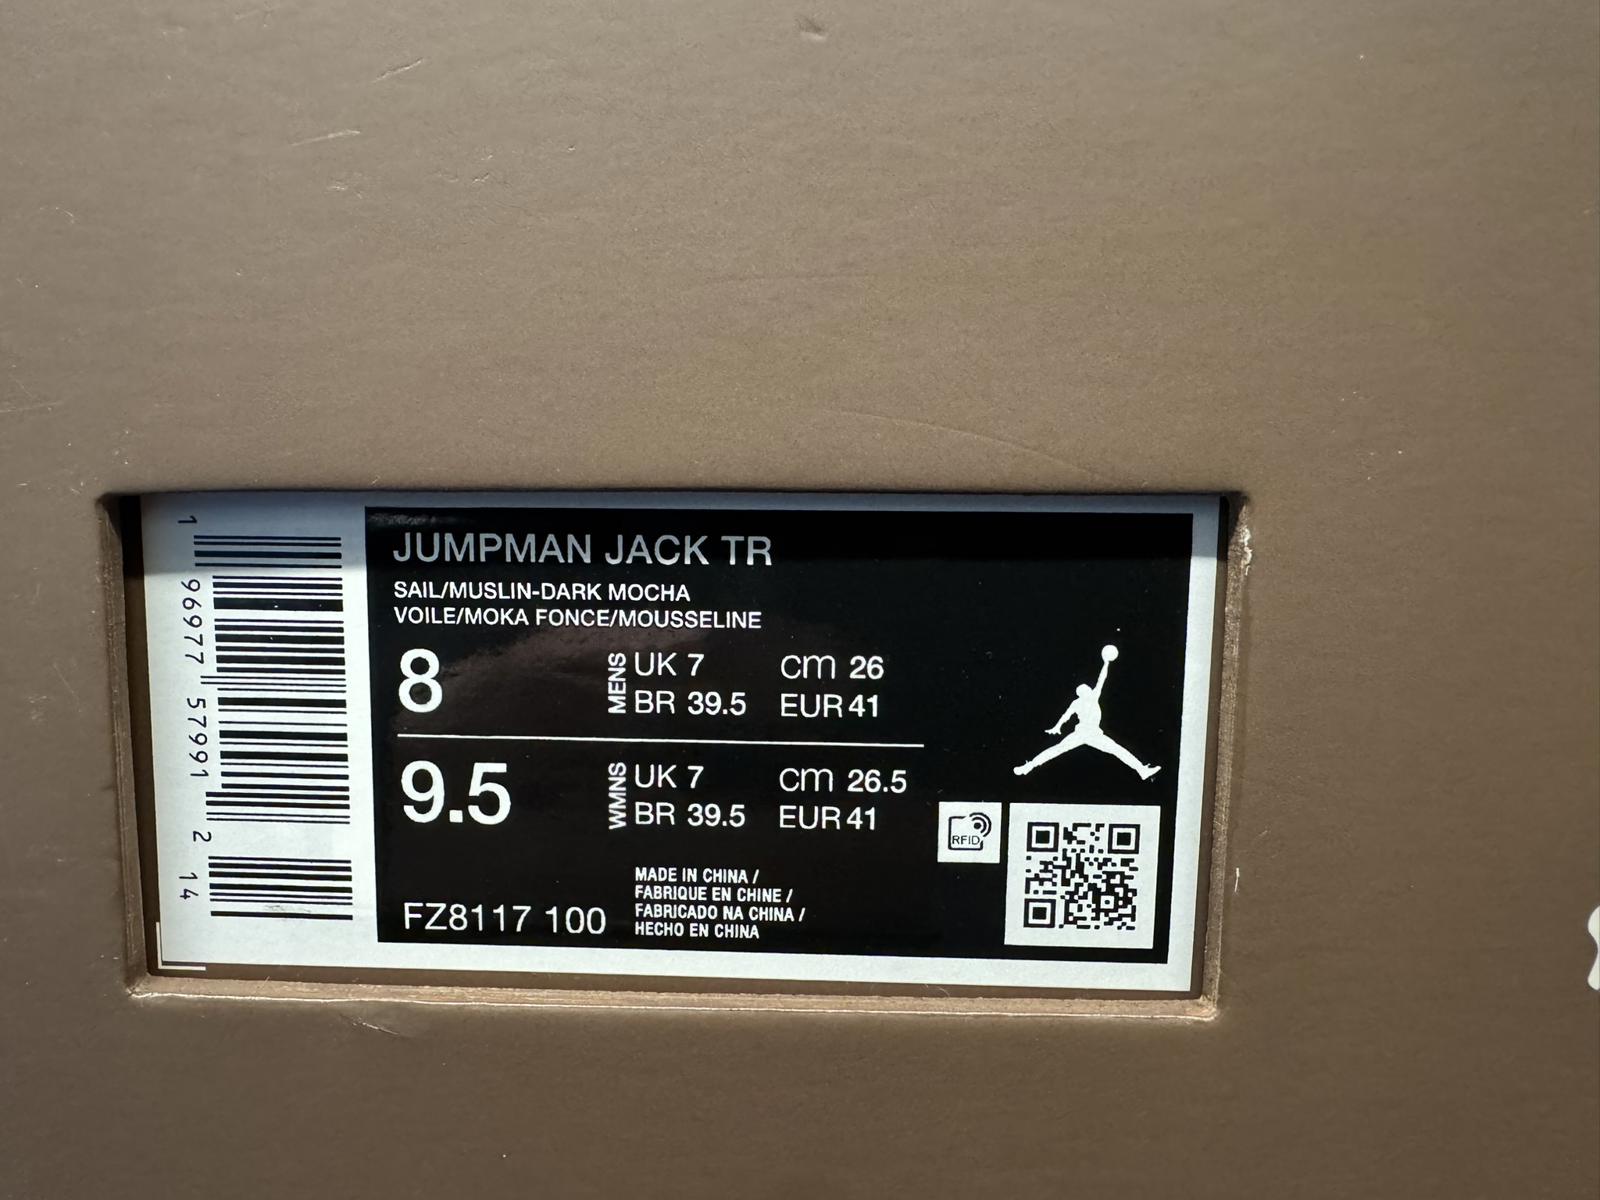 1 96977 57991 2 14
JUMPMAN JACK TR
SAIL/MUSLIN-DARK MOCHA
VOILE/MOKA FONCE/MOUSSELINE
8 MENS UK 7 cm 26
BR 39.5 EUR 41
9.5 WMNS UK 7 cm 26.5
BR 39.5 EUR 41
RFID
FZ8117 100
MADE IN CHINA /
FABRIQUE EN CHINE /
FABRICADO NA CHINA /
HECHO EN CHINA